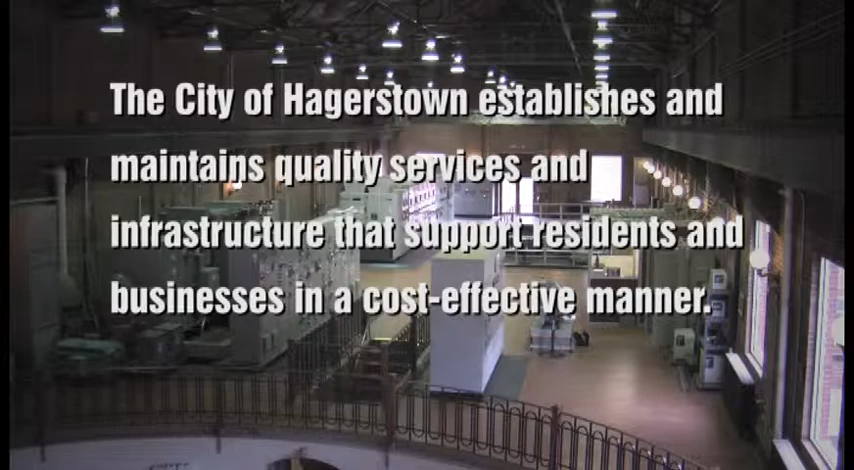 The City of Hagerstown establishes and
maintains quality services and
infrastructure that support residents and
businesses in a cost-effective manner.